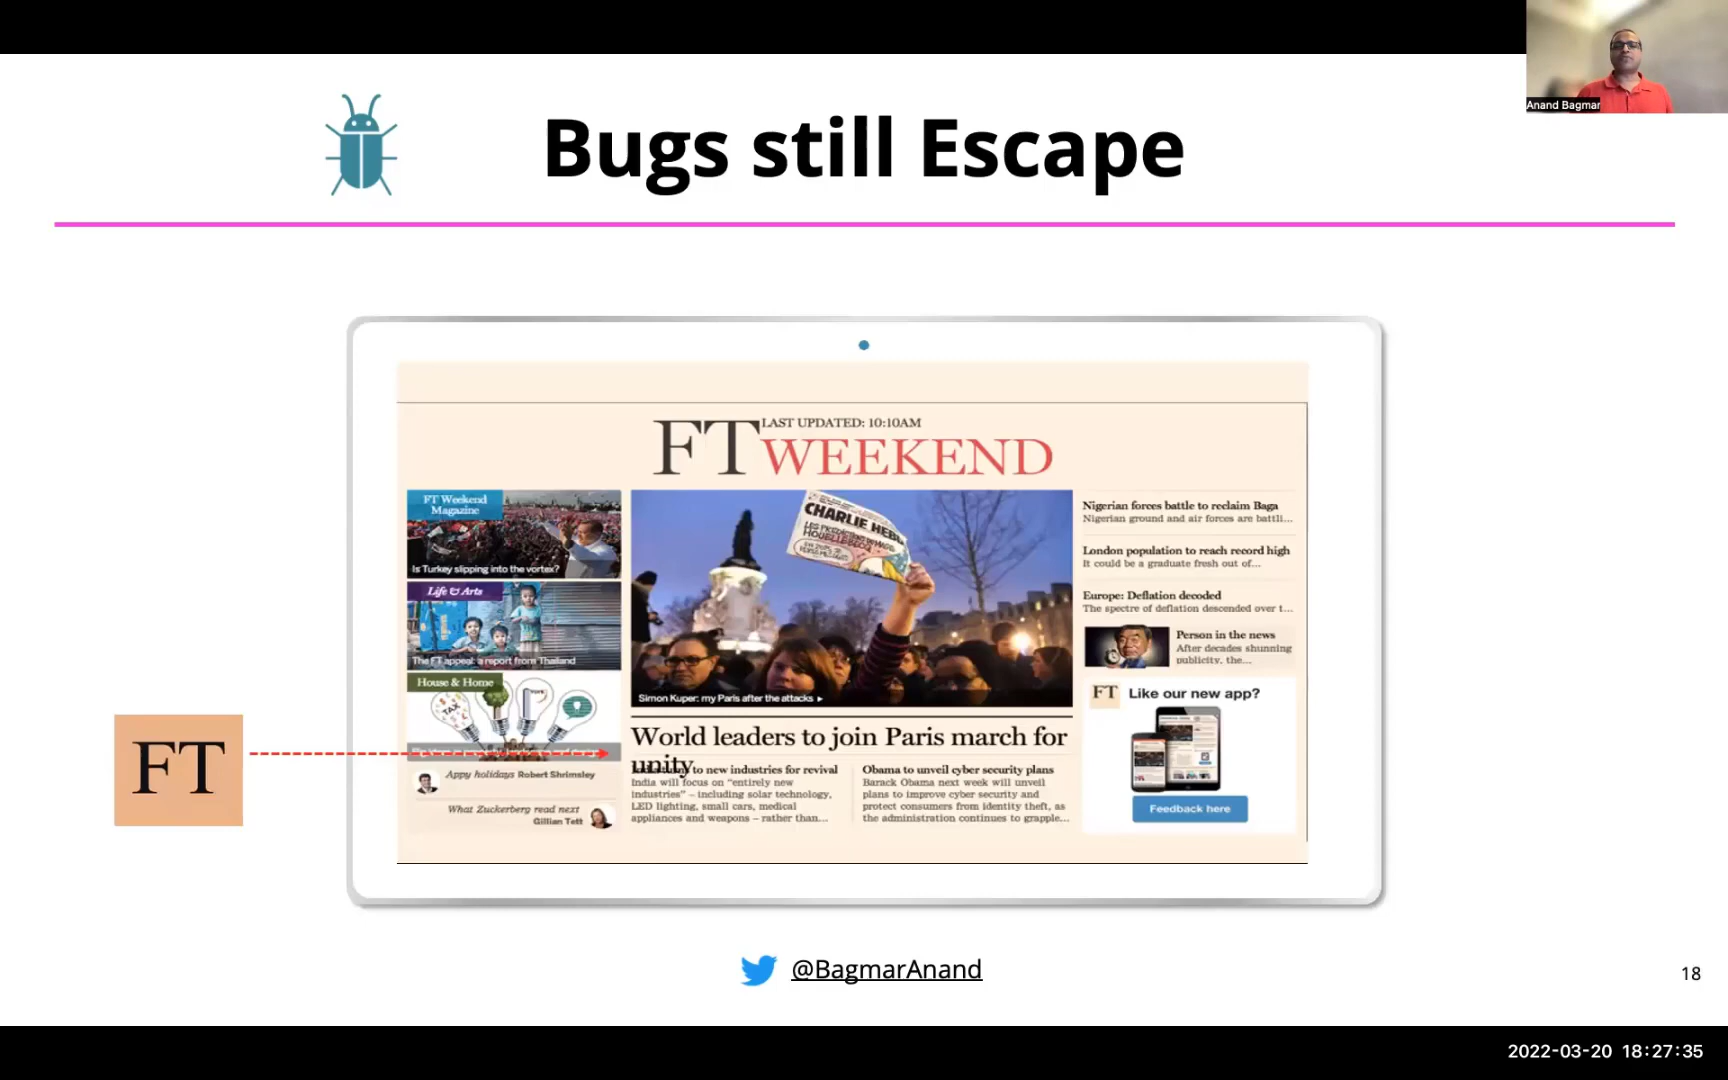 Anand Bagmar
Bugs still Escape
LAST UPDATED: 10:10AM
FT WEEKEND
FT Weekend
Magazine
Is Turkey slipping into the vortex?
Life & Arts
The FT appeal: a report from Thailand
House & Home
TAX
Appy holidays Robert Shrimsley
What Zuckerberg read next
Gillian Tett
CHARLIE HEB
Simon Kuper: my Paris after the attacks ▸
World leaders to join Paris march for
unity
to new industries for revival
India will focus on “entirely new
industries” – including solar technology,
LED lighting, small cars, medical
appliances and weapons – rather than...
Obama to unveil cyber security plans
Barack Obama next week will unveil
plans to improve cyber security and
protect consumers from identity theft, as
the administration continues to grapple...
Nigerian forces battle to reclaim Baga
Nigerian ground and air forces are battli...
London population to reach record high
It could be a graduate fresh out of...
Europe: Deflation decoded
The spectre of deflation descended over t...
Person in the news
After decades shunning
publicity, the...
FT Like our new app?
Feedback here
FT
@BagmarAnand
18
2022-03-20 18:27:35